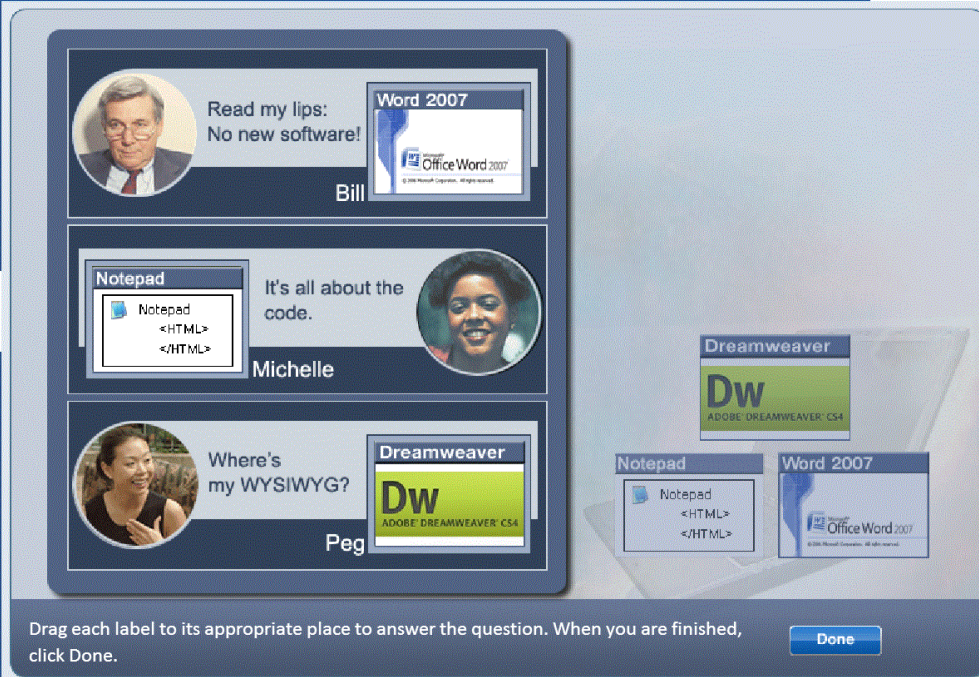 Word 2007
Read my lips:
No new software!
Microsoft
Office Word 2007
Bill
Notepad
Notepad
<HTML>
</HTML>
It's all about the
code.
Michelle
Where's
my WYSIWYG?
Dreamweaver
Dw
ADOBE® DREAMWEAVER® CS4
Peg
Dreamweaver
Dw
ADOBE® DREAMWEAVER® CS4
Notepad
Notepad
<HTML>
</HTML>
Word 2007
Microsoft
Office Word 2007
Drag each label to its appropriate place to answer the question. When you are finished,
click Done.
Done